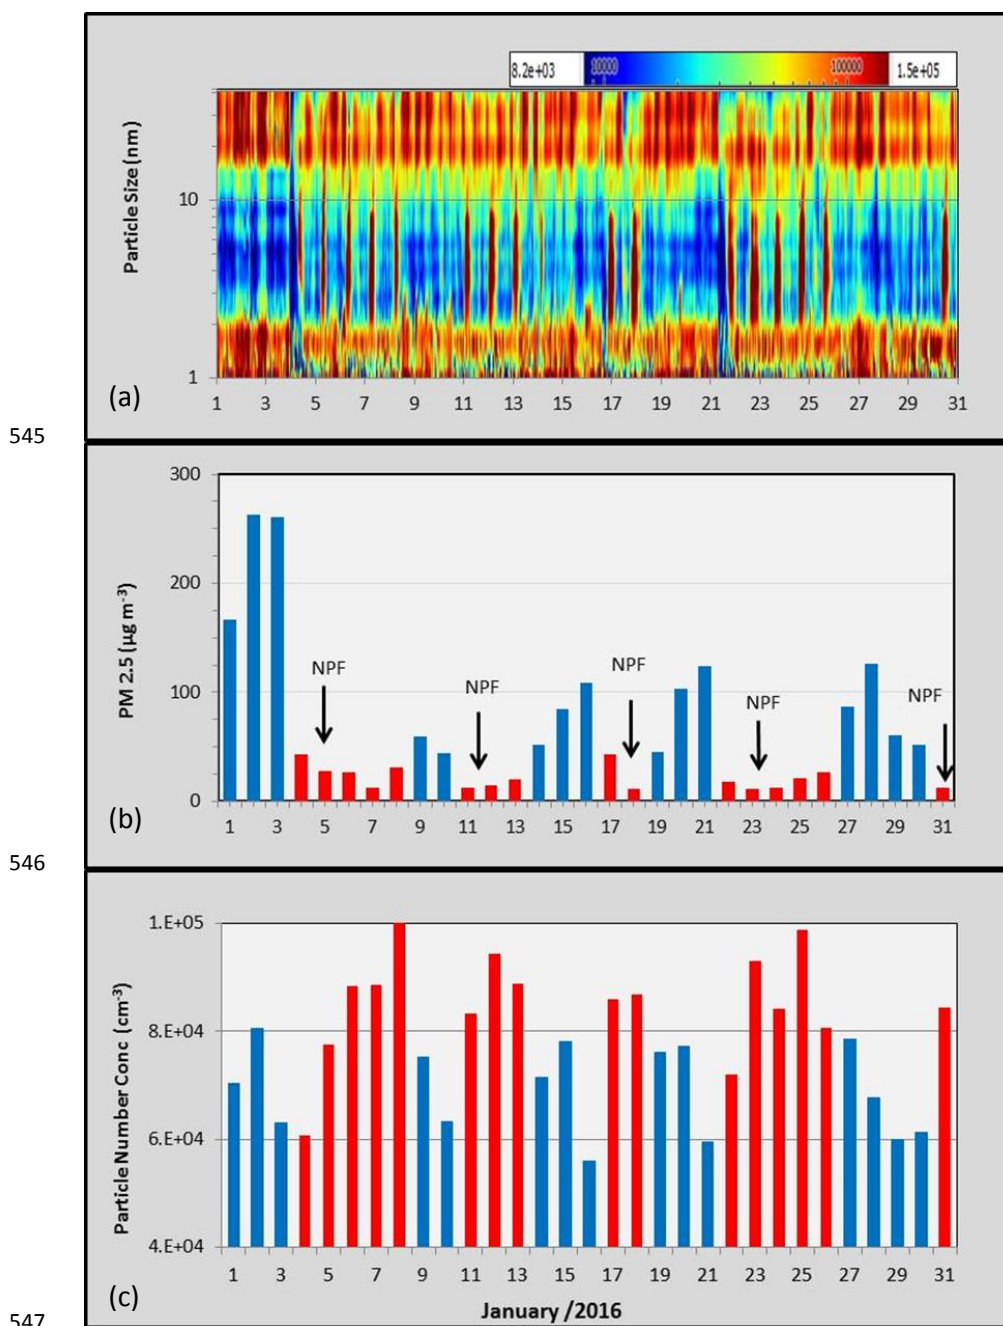 8.2e+03 10000 100000 1.5e+05
Particle Size (nm)
10
1
1 3 5 7 9 11 13 15 17 19 21 23 25 27 29 31
(a)
545
300
200
100
0
PM 2.5 (µg m-3)
NPF NPF NPF NPF NPF
1 3 5 7 9 11 13 15 17 19 21 23 25 27 29 31
(b)
546
1.E+05
8.E+04
6.E+04
4.E+04
Particle Number Conc (cm-3)
1 3 5 7 9 11 13 15 17 19 21 23 25 27 29 31
(c)
January /2016
547